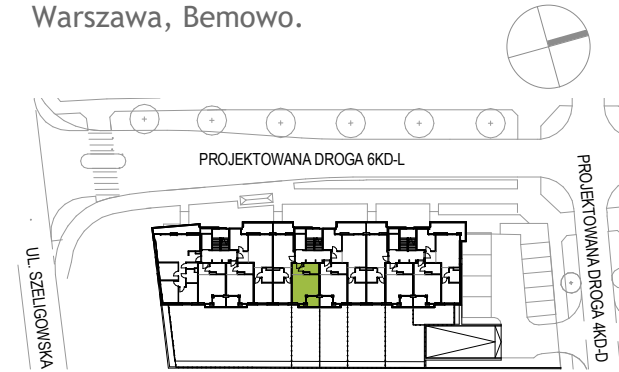 Warszawa, Bemowo.
PROJEKTOWANA DROGA 6KD-L
PROJEKTOWANA DROGA 4KD-D
UL. SZELIGOWSKA